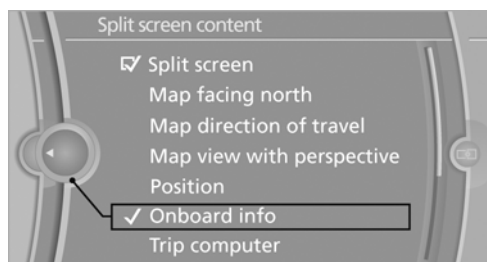 Split screen content
Split screen
Map facing north
Map direction of travel
Map view with perspective
Position
Onboard info
Trip computer